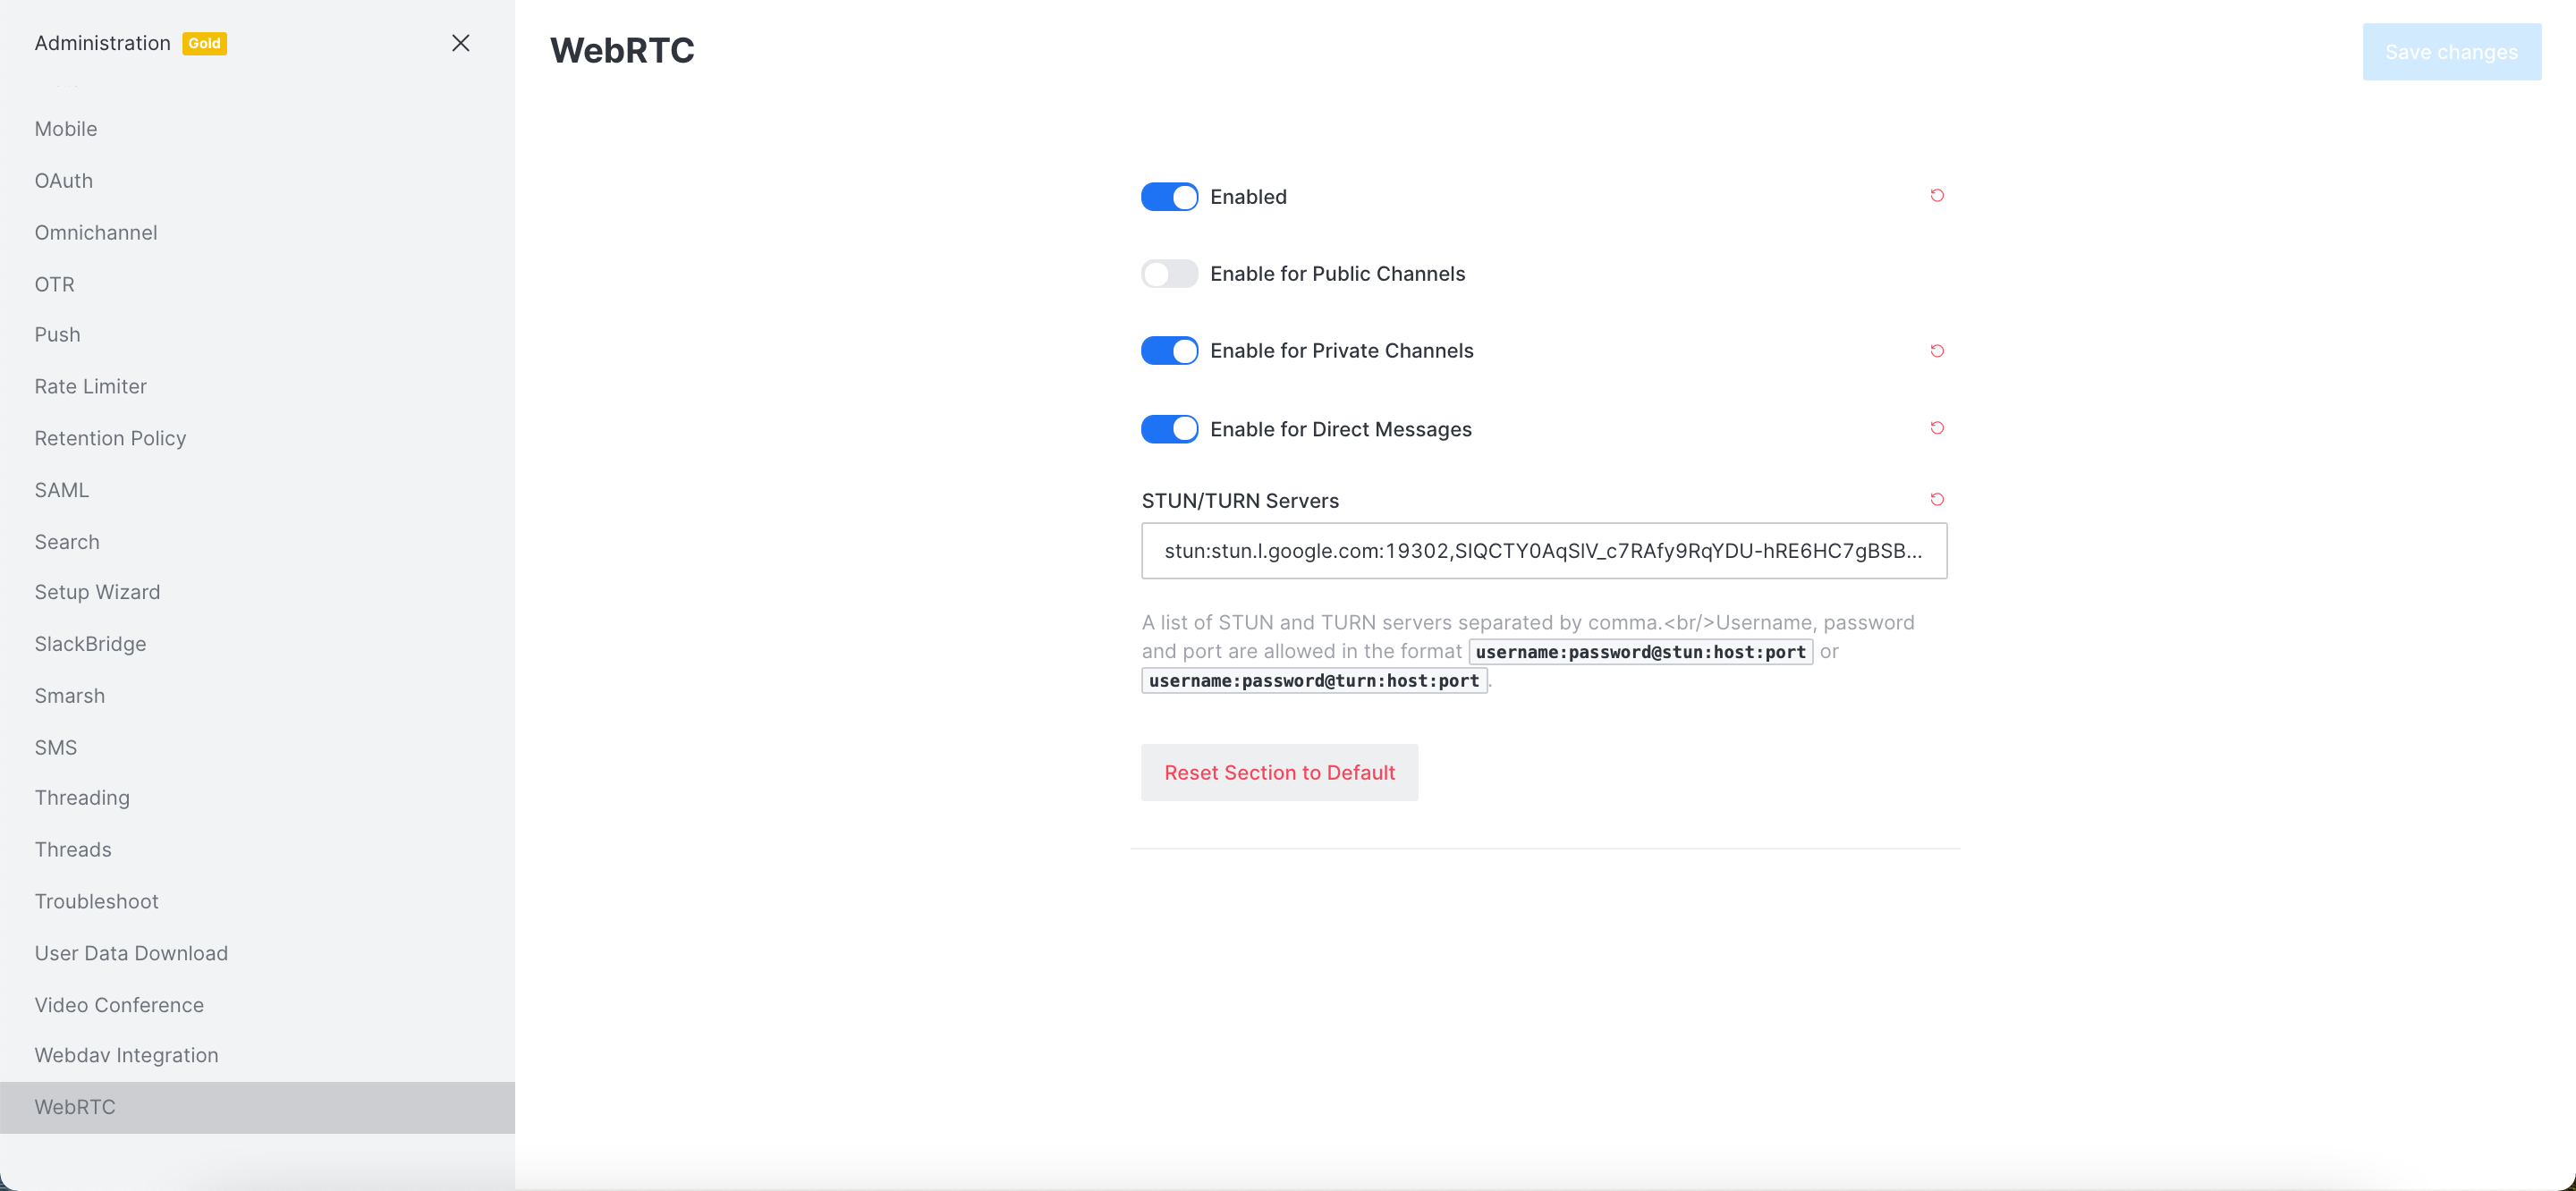 Administration Gold
Mobile
OAuth
Omnichannel
OTR
Push
Rate Limiter
Retention Policy
SAML
Search
Setup Wizard
SlackBridge
Smarsh
SMS
Threading
Threads
Troubleshoot
User Data Download
Video Conference
Webdav Integration
WebRTC
WebRTC
Save changes
Enabled
Enable for Public Channels
Enable for Private Channels
Enable for Direct Messages
STUN/TURN Servers
stun:stun.l.google.com:19302,SIQCTY0AqSIV_c7RAfy9RqYDU-hRE6HC7gBSB...
A list of STUN and TURN servers separated by comma.<br/>Username, password
and port are allowed in the format username:password@stun:host:port or
username:password@turn:host:port.
Reset Section to Default